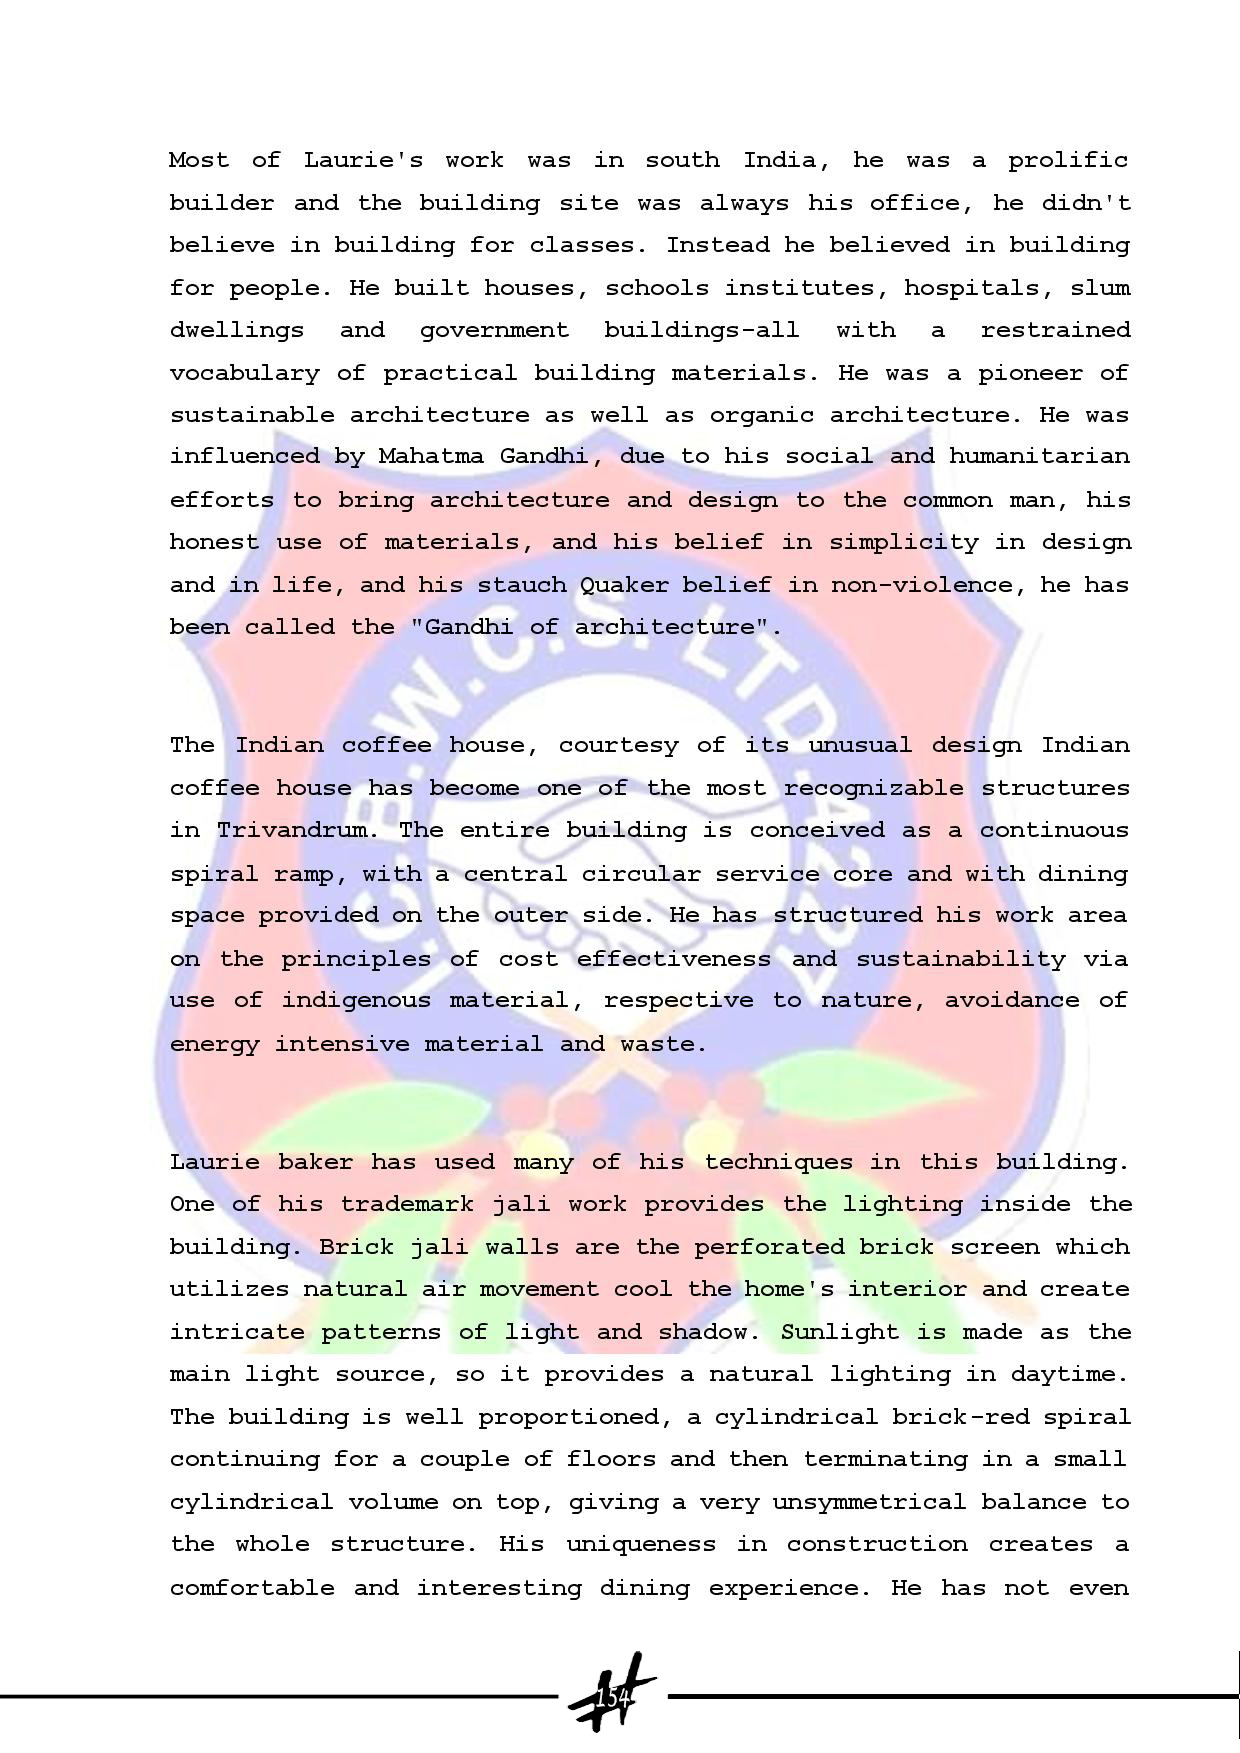 Most of Laurie's work was in south India, he was a prolific
builder and the building site was always his office, he didn't
believe in building for classes. Instead he believed in building
for people. He built houses, schools institutes, hospitals, slum
dwellings and government buildings-all with a restrained
vocabulary of practical building materials. He was a pioneer of
sustainable architecture as well as organic architecture. He was
influenced by Mahatma Gandhi, due to his social and humanitarian
efforts to bring architecture and design to the common man, his
honest use of materials, and his belief in simplicity in design
and in life, and his stauch Quaker belief in non-violence, he has
been called the "Gandhi of architecture".
I.C.B.W.C.S. LTD.4227
The Indian coffee house, courtesy of its unusual design Indian
coffee house has become one of the most recognizable structures
in Trivandrum. The entire building is conceived as a continuous
spiral ramp, with a central circular service core and with dining
space provided on the outer side. He has structured his work area
on the principles of cost effectiveness and sustainability via
use of indigenous material, respective to nature, avoidance of
energy intensive material and waste.
Laurie baker has used many of his techniques in this building.
One of his trademark jali work provides the lighting inside the
building. Brick jali walls are the perforated brick screen which
utilizes natural air movement cool the home's interior and create
intricate patterns of light and shadow. Sunlight is made as the
main light source, so it provides a natural lighting in daytime.
The building is well proportioned, a cylindrical brick-red spiral
continuing for a couple of floors and then terminating in a small
cylindrical volume on top, giving a very unsymmetrical balance to
the whole structure. His uniqueness in construction creates a
comfortable and interesting dining experience. He has not even
154